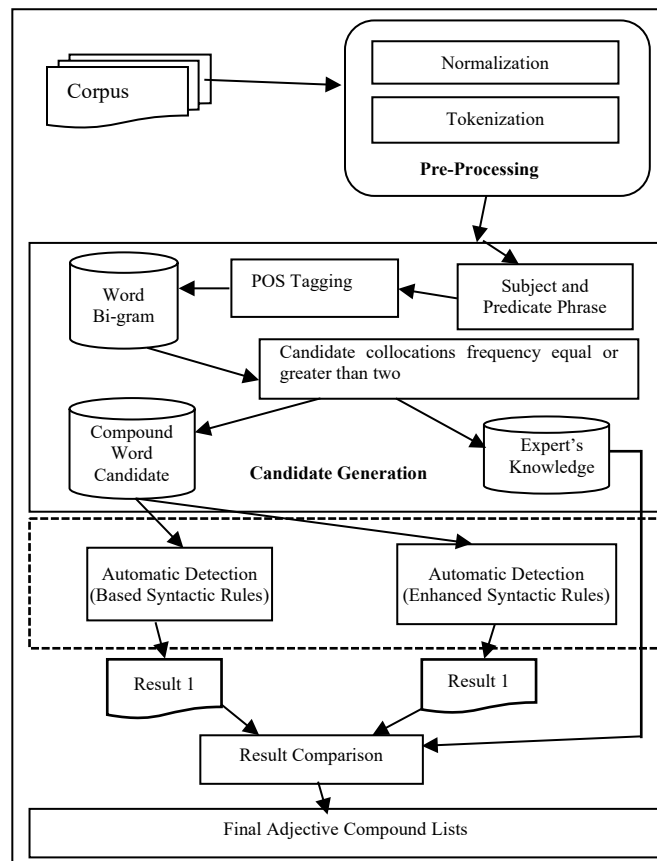 Corpus
Normalization
Tokenization
Pre-Processing
Word
Bi-gram
POS Tagging
Subject and
Predicate Phrase
Candidate collocations frequency equal or
greater than two
Compound
Word
Candidate
Candidate Generation
Expert's
Knowledge
Automatic Detection
(Based Syntactic Rules)
Automatic Detection
(Enhanced Syntactic Rules)
Result 1
Result 1
Result Comparison
Final Adjective Compound Lists